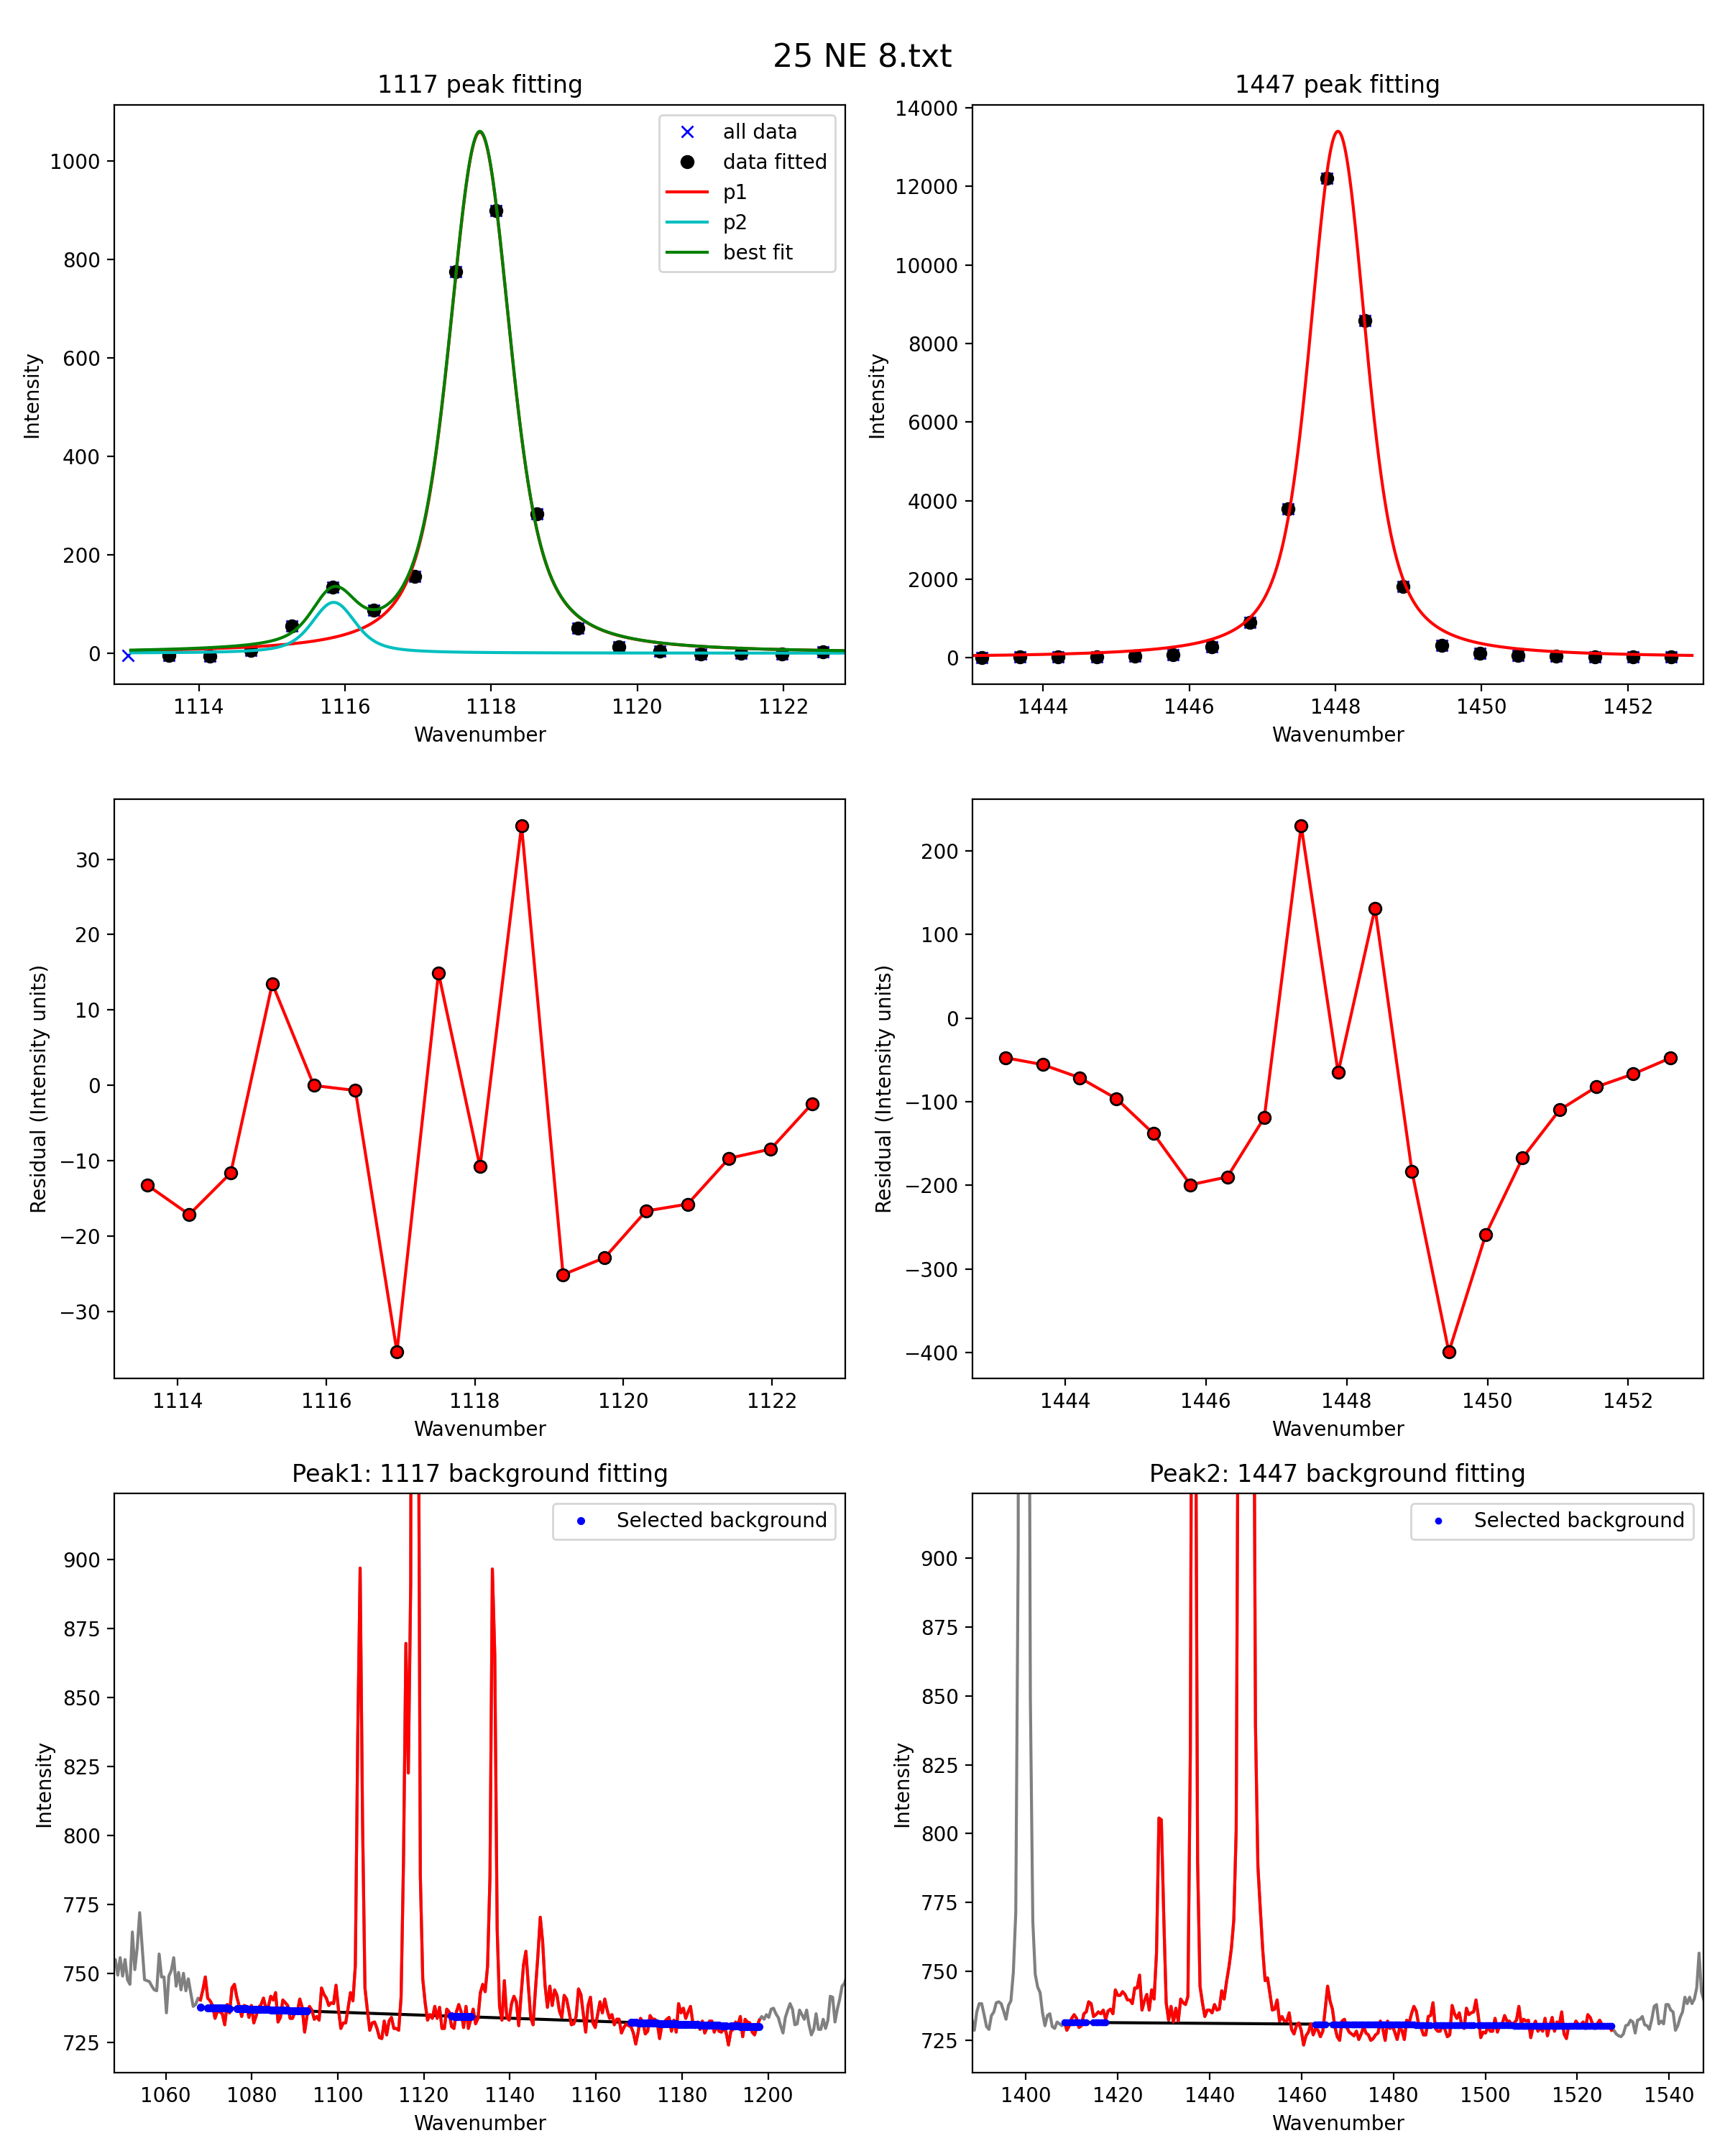 25 NE 8.txt
1117 peak fitting
1000
800
600
400
200
0
Intensity
1114 1116 1118 1120 1122
Wavenumber
all data
data fitted
p1
p2
best fit
1447 peak fitting
14000
12000
10000
8000
6000
4000
2000
0
Intensity
1444 1446 1448 1450 1452
Wavenumber
30
20
10
0
−10
−20
−30
Residual (Intensity units)
1114 1116 1118 1120 1122
Wavenumber
200
100
0
−100
−200
−300
−400
Residual (Intensity units)
1444 1446 1448 1450 1452
Wavenumber
Peak1: 1117 background fitting
Selected background
900
875
850
825
800
775
750
725
Intensity
1060 1080 1100 1120 1140 1160 1180 1200
Wavenumber
Peak2: 1447 background fitting
Selected background
900
875
850
825
800
775
750
725
Intensity
1400 1420 1440 1460 1480 1500 1520 1540
Wavenumber